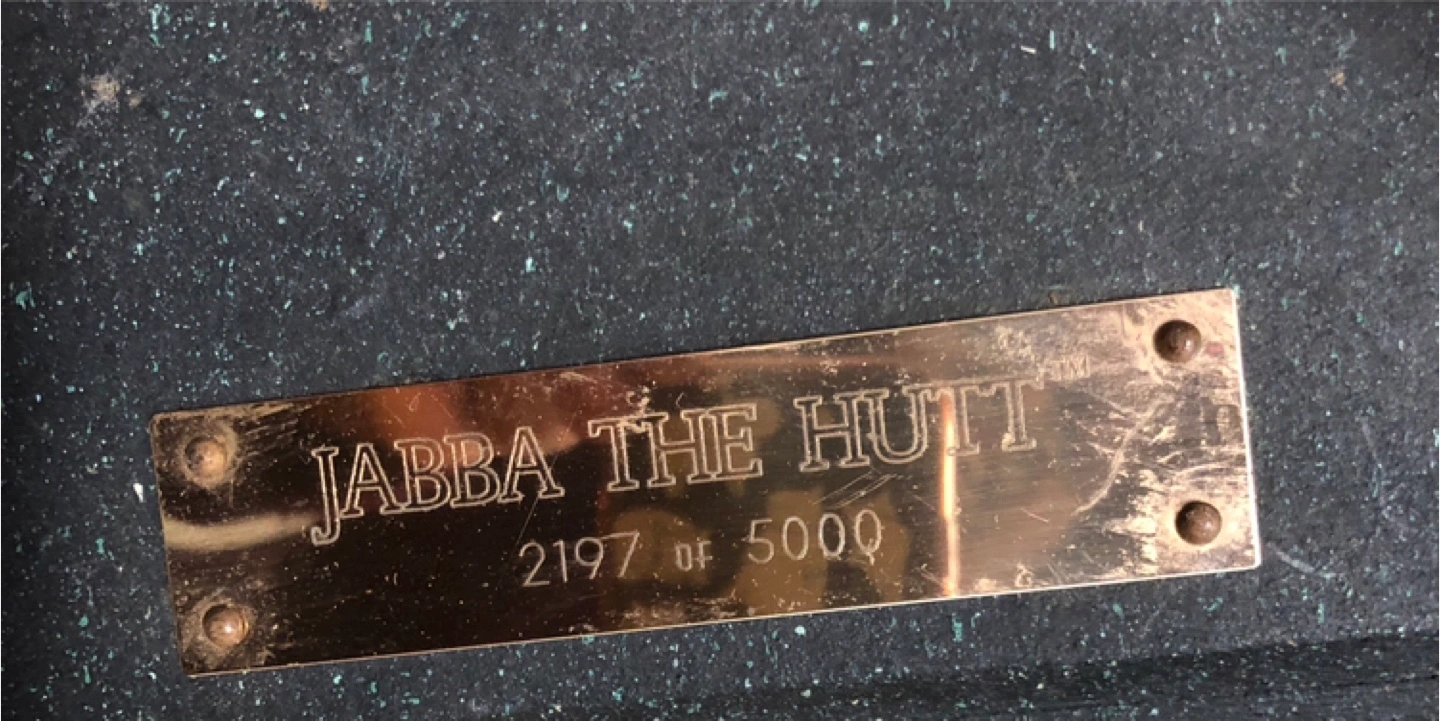 JABBA THE HUTT™
2197 OF 5000